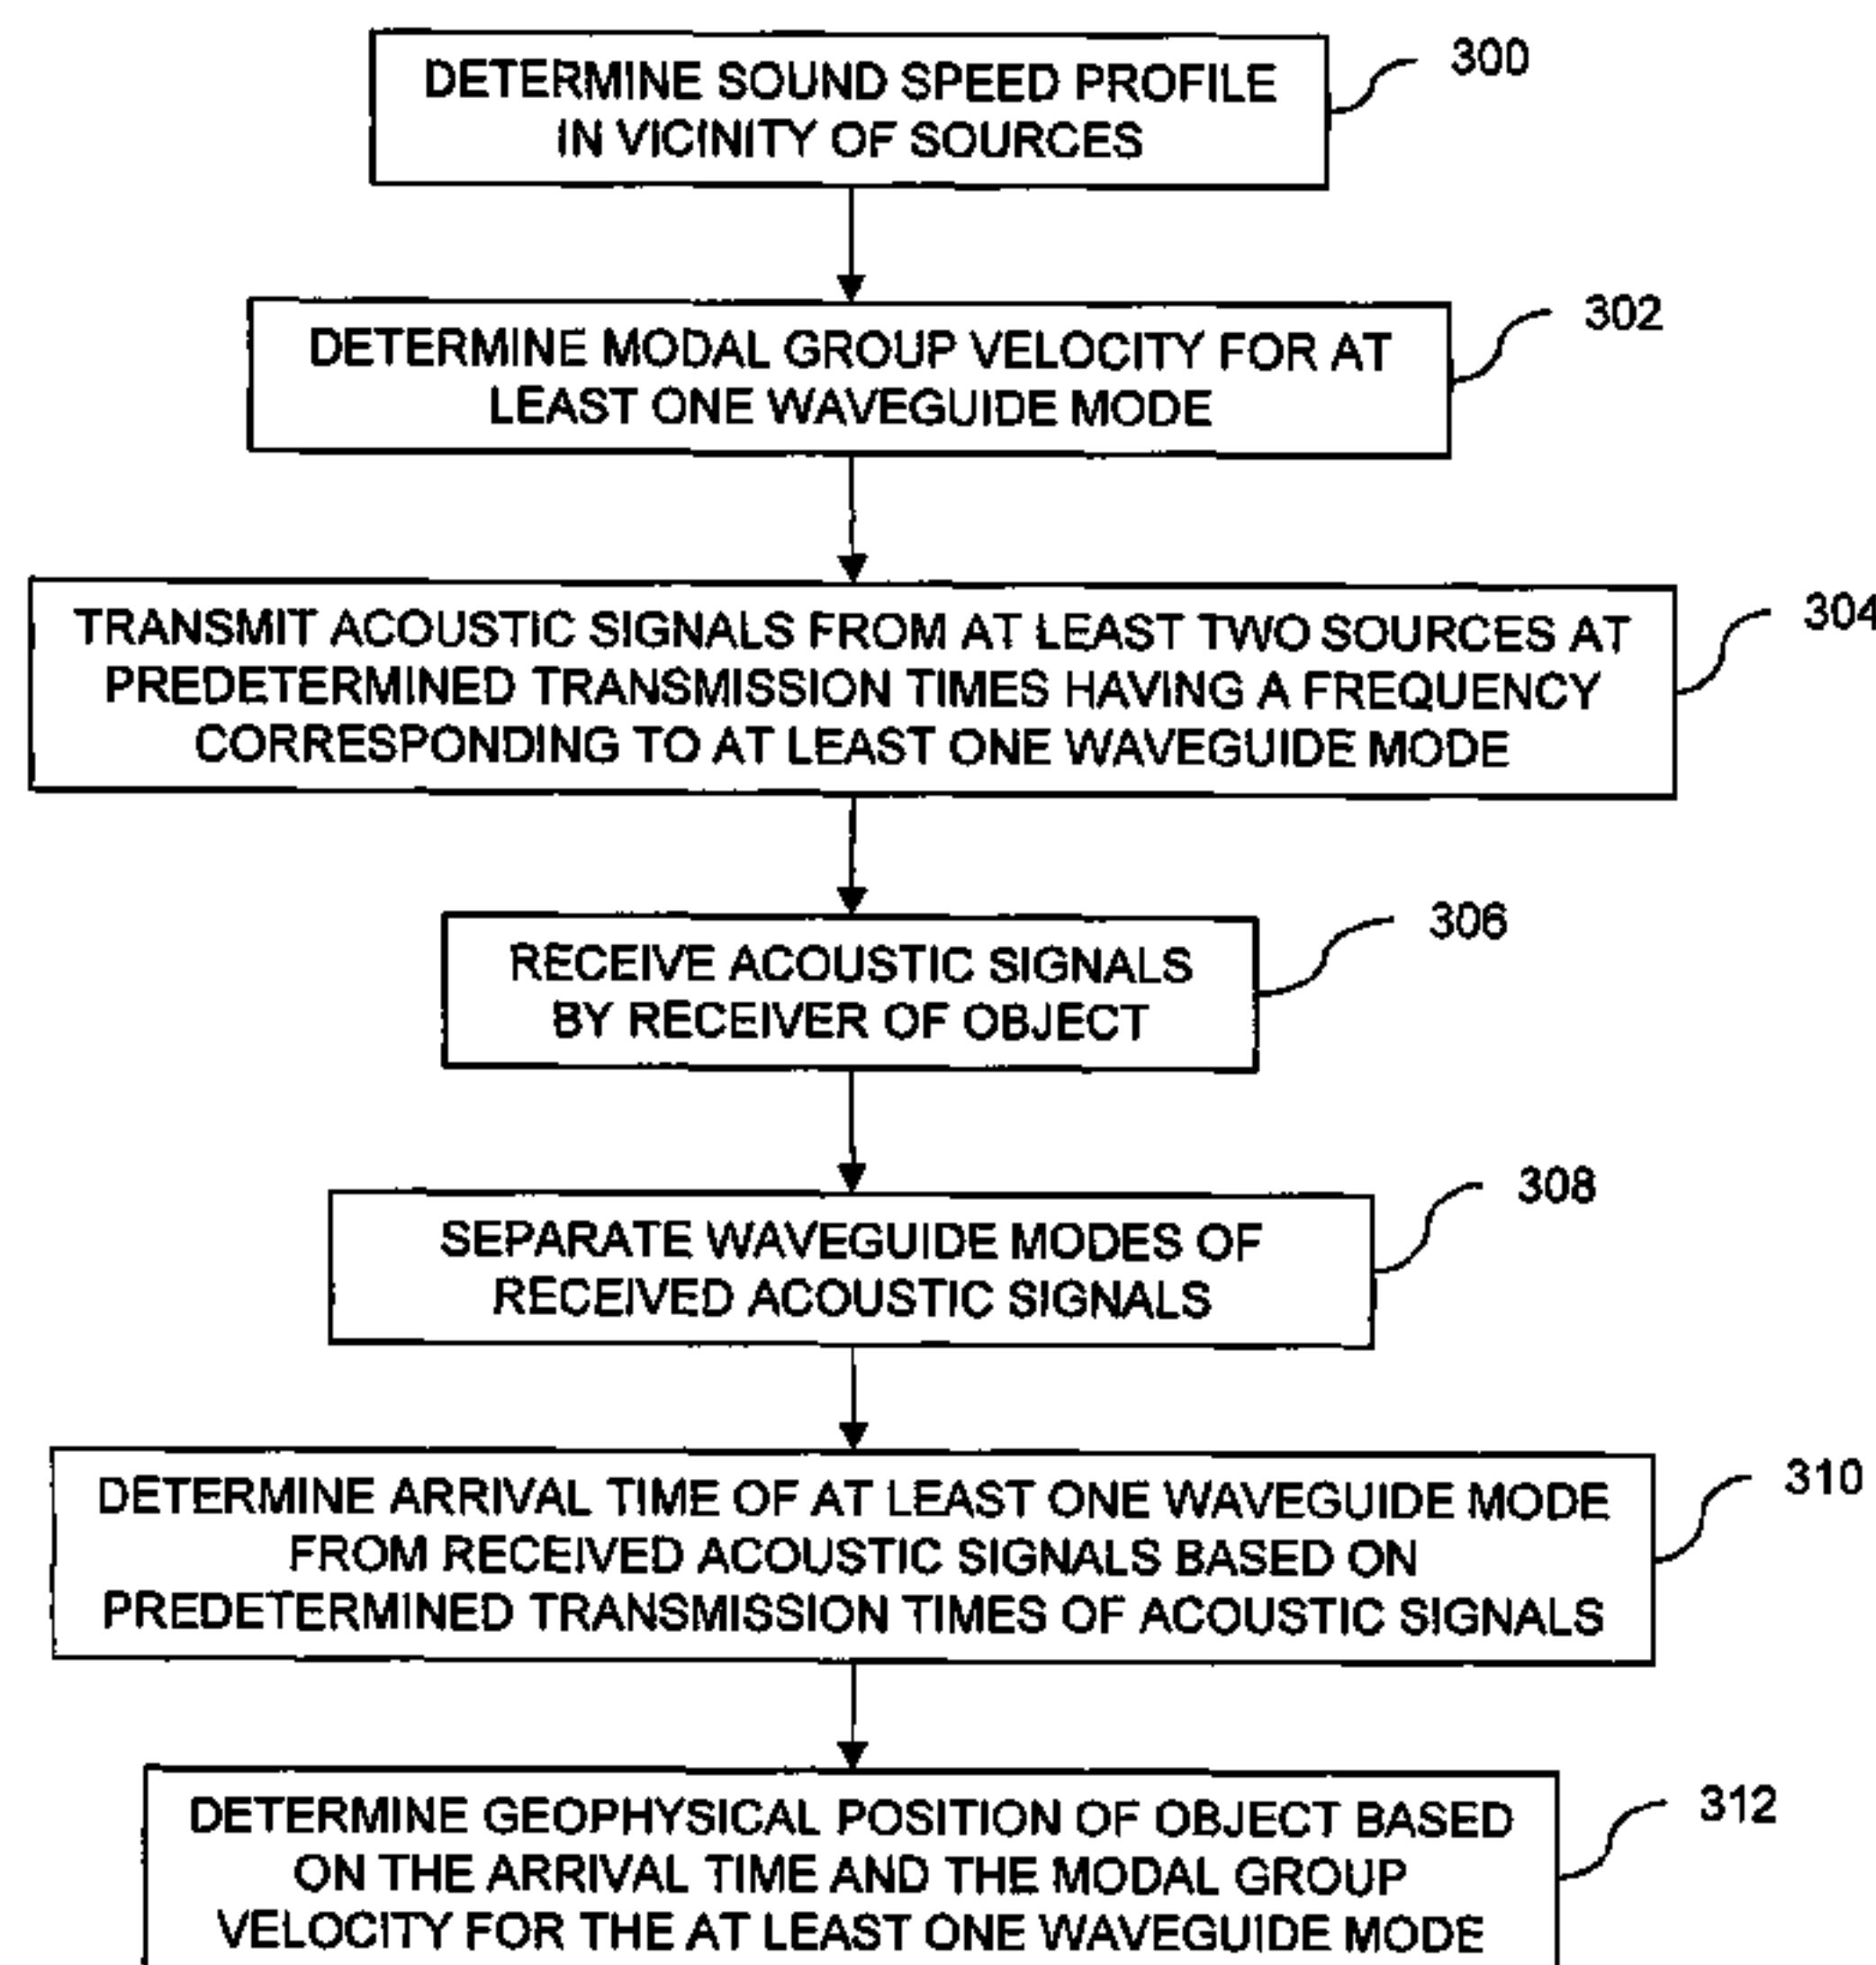 DETERMINE SOUND SPEED PROFILE
IN VICINITY OF SOURCES
300
DETERMINE MODAL GROUP VELOCITY FOR AT
LEAST ONE WAVEGUIDE MODE
302
TRANSMIT ACOUSTIC SIGNALS FROM AT LEAST TWO SOURCES AT
PREDETERMINED TRANSMISSION TIMES HAVING A FREQUENCY
CORRESPONDING TO AT LEAST ONE WAVEGUIDE MODE
304
RECEIVE ACOUSTIC SIGNALS
BY RECEIVER OF OBJECT
306
SEPARATE WAVEGUIDE MODES OF
RECEIVED ACOUSTIC SIGNALS
308
DETERMINE ARRIVAL TIME OF AT LEAST ONE WAVEGUIDE MODE
FROM RECEIVED ACOUSTIC SIGNALS BASED ON
PREDETERMINED TRANSMISSION TIMES OF ACOUSTIC SIGNALS
310
DETERMINE GEOPHYSICAL POSITION OF OBJECT BASED
ON THE ARRIVAL TIME AND THE MODAL GROUP
VELOCITY FOR THE AT LEAST ONE WAVEGUIDE MODE
312